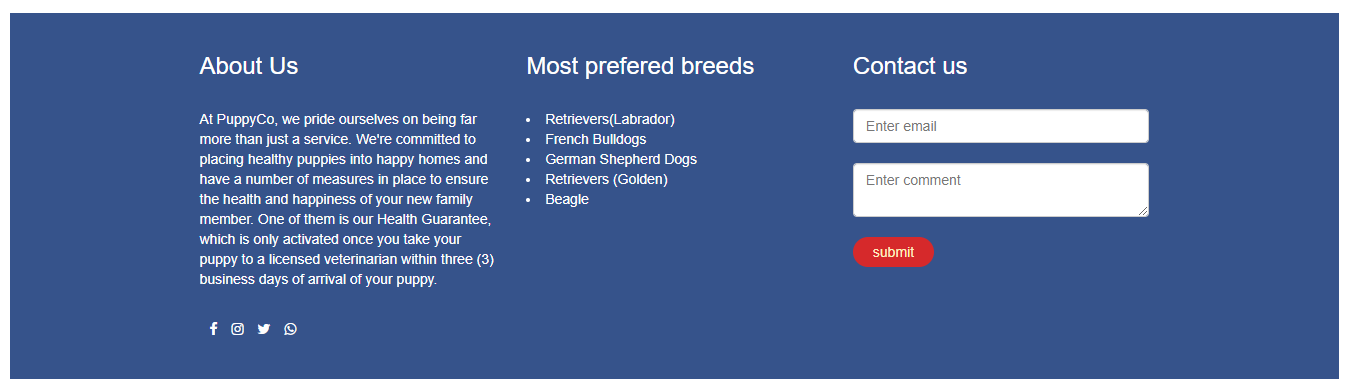 About Us
At PuppyCo, we pride ourselves on being far
more than just a service. We're committed to
placing healthy puppies into happy homes and
have a number of measures in place to ensure
the health and happiness of your new family
member. One of them is our Health Guarantee,
which is only activated once you take your
puppy to a licensed veterinarian within three (3)
business days of arrival of your puppy.
Most prefered breeds
Retrievers(Labrador)
French Bulldogs
German Shepherd Dogs
Retrievers (Golden)
Beagle
Contact us
Enter email
Enter comment
submit